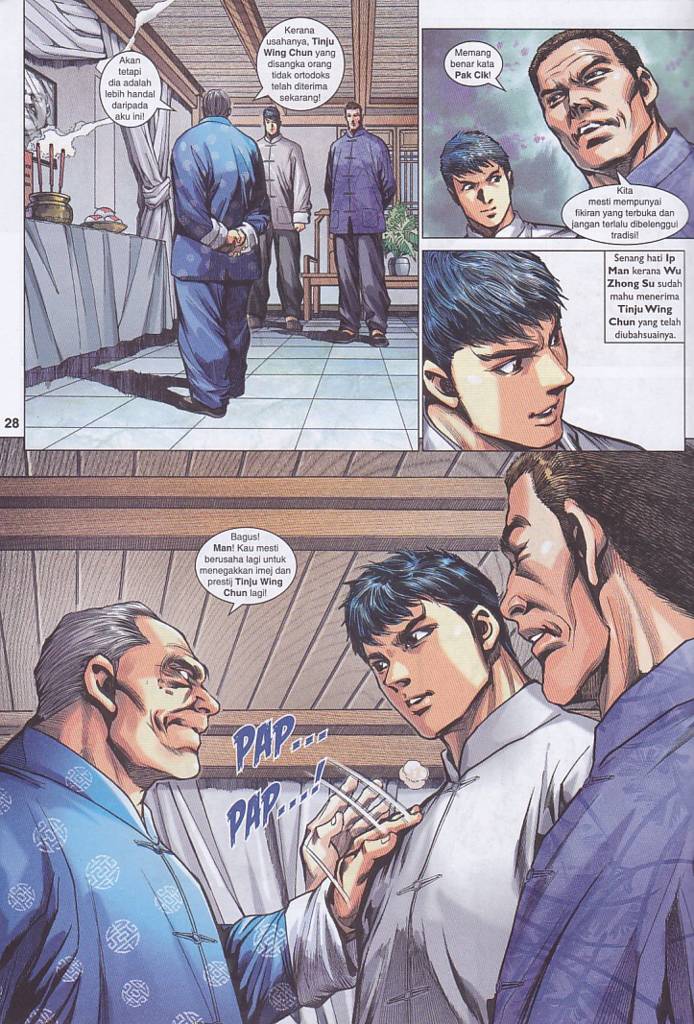 Akan
tetapi
dia adalah
lebih handal
daripada
aku ini!
Kerana
usahanya, Tinju
Wing Chun yang
disangka orang
tidak ortodoks
telah diterima
sekarang!
Memang
benar kata
Pak Cik!
Kita
mesti mempunyai
fikiran yang terbuka dan
jangan terlalu dibelenggui
tradisi!
Senang hati Ip
Man kerana Wu
Zhong Su sudah
mahu menerima
Tinju Wing
Chun yang telah
diubahsuainya.
28
Bagus!
Man! Kau mesti
berusaha lagi untuk
menegakkan imej dan
prestij Tinju Wing
Chun lagi!
PAP...
PAP....!